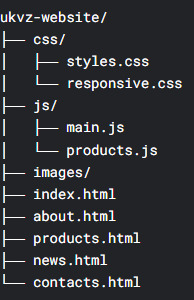 ukvz-website/
├── css/
│   ├── styles.css
│   └── responsive.css
├── js/
│   ├── main.js
│   └── products.js
├── images/
├── index.html
├── about.html
├── products.html
├── news.html
└── contacts.html